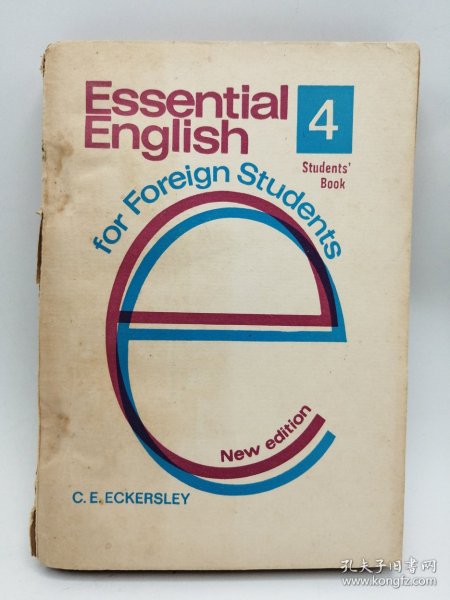 Essential
English
4
Students'
Book
for Foreign Students
New edition
C. E. ECKERSLEY
孔夫子旧书网
www.kongfz.com